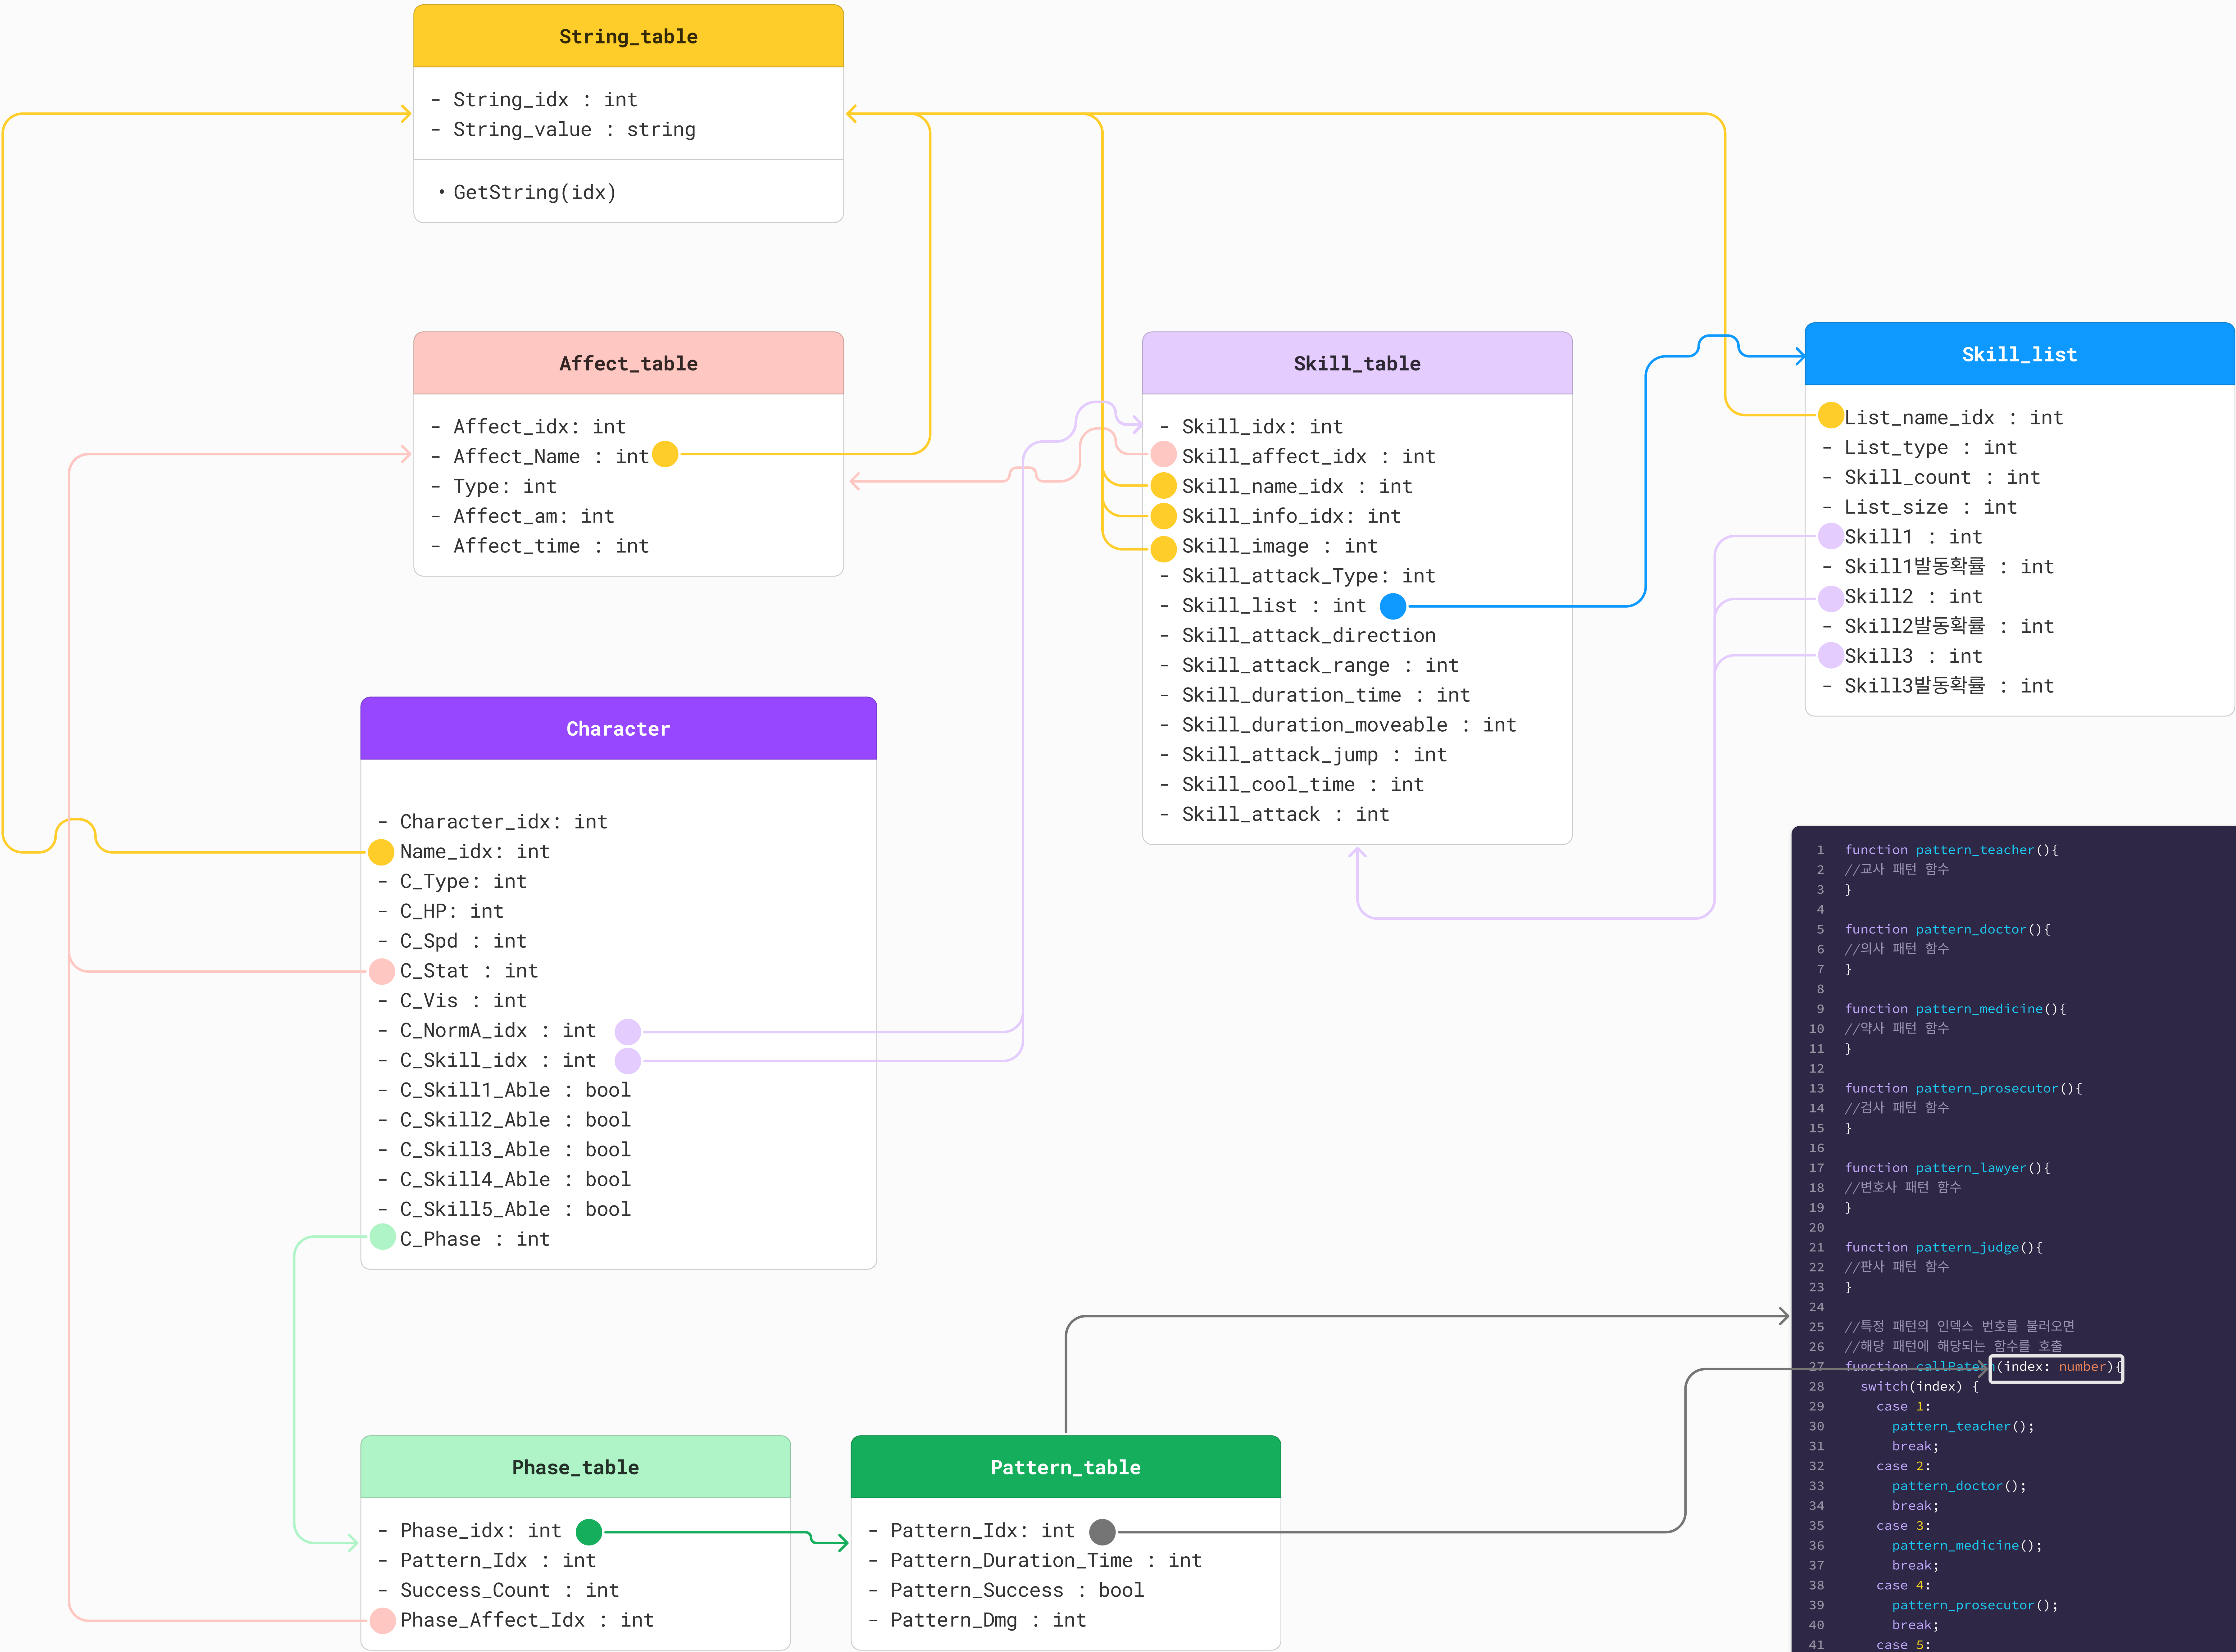 String_table
- String_idx : int
- String_value : string
• GetString(idx)
Affect_table
- Affect_idx: int
- Affect_Name : int
- Type: int
- Affect_am: int
- Affect_time : int
Skill_table
- Skill_idx: int
Skill_affect_idx : int
Skill_name_idx : int
Skill_info_idx: int
Skill_image : int
- Skill_attack_Type: int
- Skill_list : int
- Skill_attack_direction
- Skill_attack_range : int
- Skill_duration_time : int
- Skill_duration_moveable : int
- Skill_attack_jump : int
- Skill_cool_time : int
- Skill_attack : int
Skill_list
List_name_idx : int
- List_type : int
- Skill_count : int
- List_size : int
Skill1 : int
- Skill1발동확률 : int
Skill2 : int
- Skill2발동확률 : int
Skill3 : int
- Skill3발동확률 : int
Character
- Character_idx: int
Name_idx: int
- C_Type: int
- C_HP: int
- C_Spd : int
C_Stat : int
- C_Vis : int
- C_NormA_idx : int
- C_Skill_idx : int
- C_Skill1_Able : bool
- C_Skill2_Able : bool
- C_Skill3_Able : bool
- C_Skill4_Able : bool
- C_Skill5_Able : bool
C_Phase : int
Phase_table
- Phase_idx: int
- Pattern_Idx : int
- Success_Count : int
Phase_Affect_Idx : int
Pattern_table
- Pattern_Idx: int
- Pattern_Duration_Time : int
- Pattern_Success : bool
- Pattern_Dmg : int
1 function pattern_teacher(){
2 //교사 패턴 함수
3 }
4
5 function pattern_doctor(){
6 //의사 패턴 함수
7 }
8
9 function pattern_medicine(){
10 //약사 패턴 함수
11 }
12
13 function pattern_prosecutor(){
14 //검사 패턴 함수
15 }
16
17 function pattern_lawyer(){
18 //변호사 패턴 함수
19 }
20
21 function pattern_judge(){
22 //판사 패턴 함수
23 }
24
25 //특정 패턴의 인덱스 번호를 불러오면
26 //해당 패턴에 해당되는 함수를 호출
27 function (index: number){
28 switch(index) {
29 case 1:
30 pattern_teacher();
31 break;
32 case 2:
33 pattern_doctor();
34 break;
35 case 3:
36 pattern_medicine();
37 break;
38 case 4:
39 pattern_prosecutor();
40 break;
41 case 5: